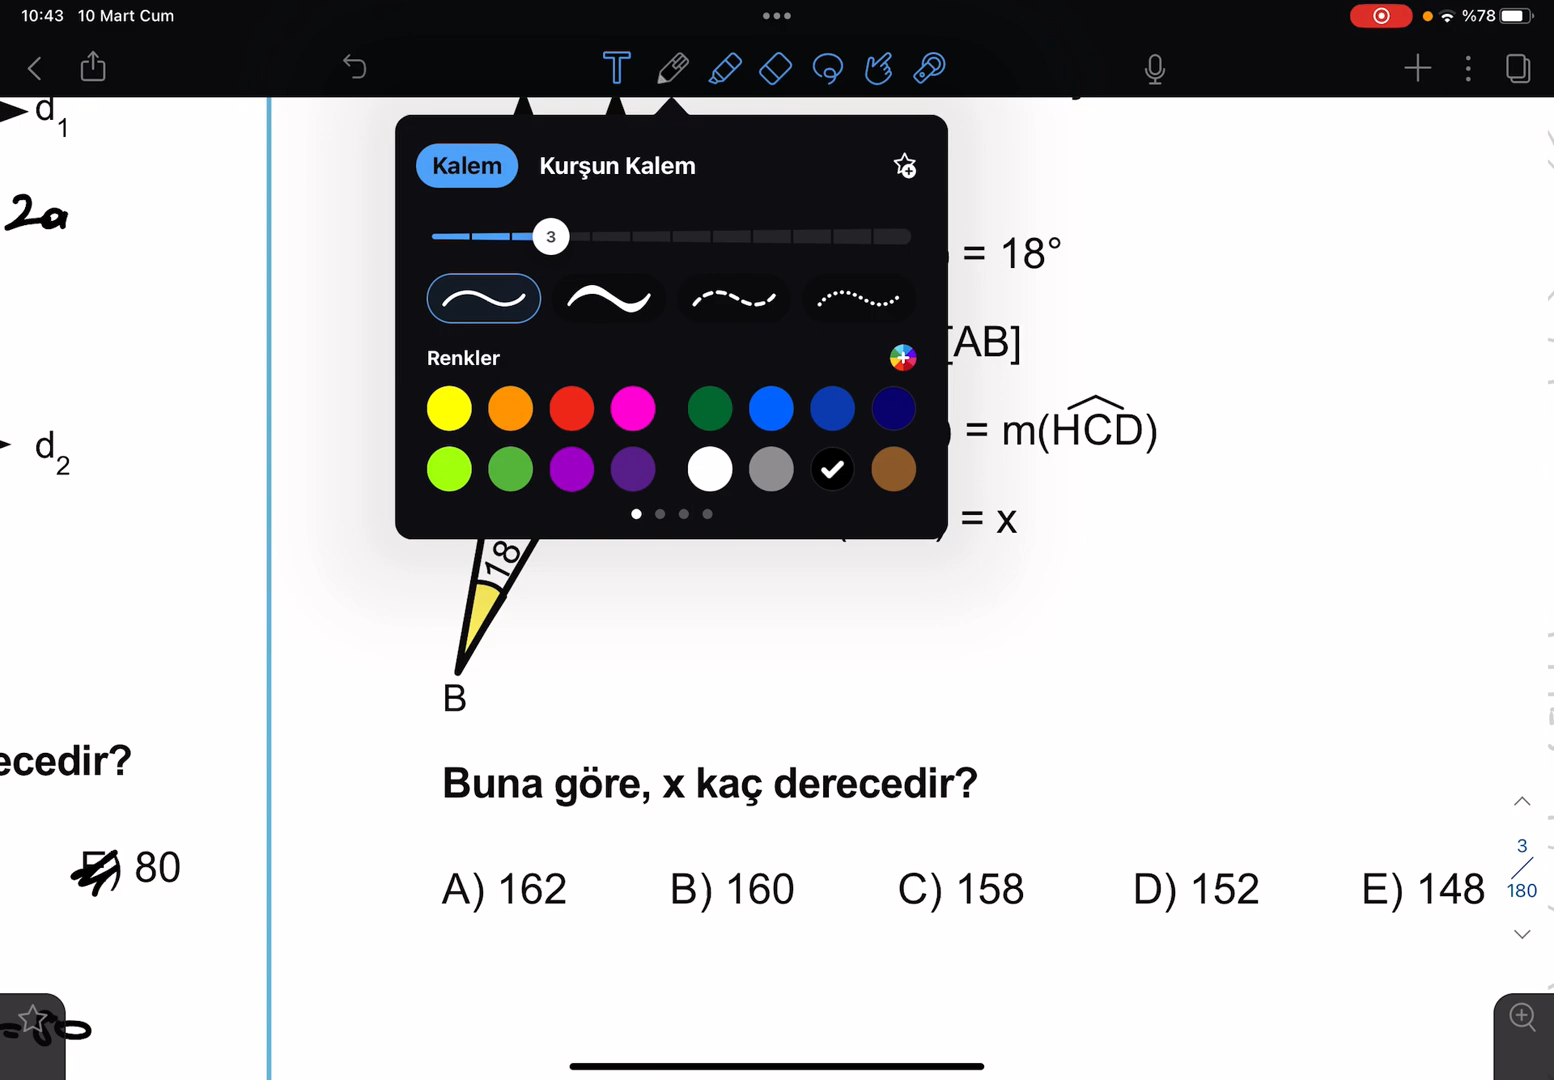 10:43 10 Mart Cum
%78
T
d1
2a
Kalem Kurşun Kalem
3
= 18°
[AB]
Renkler
) = m(HCD)
d2
= x
18
B
ecedir?
Buna göre, x kaç derecedir?
80
A) 162 B) 160 C) 158 D) 152 E) 148
3
180